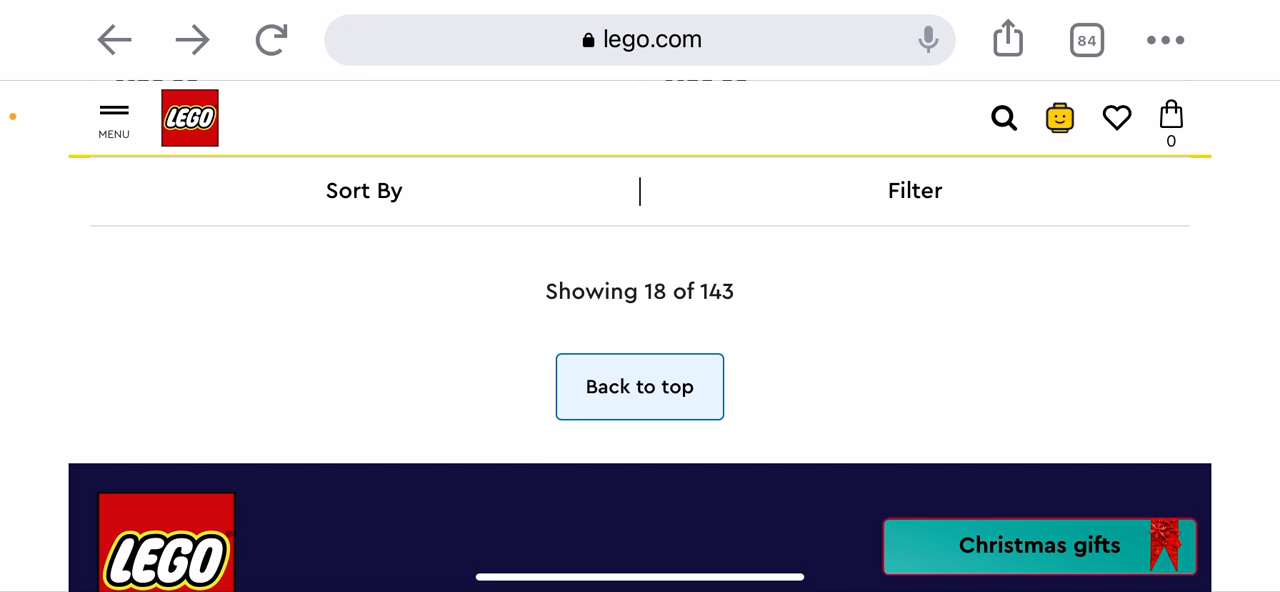 lego.com
84
LEGO
MENU
0
Sort By
Filter
Showing 18 of 143
Back to top
LEGO
Christmas gifts